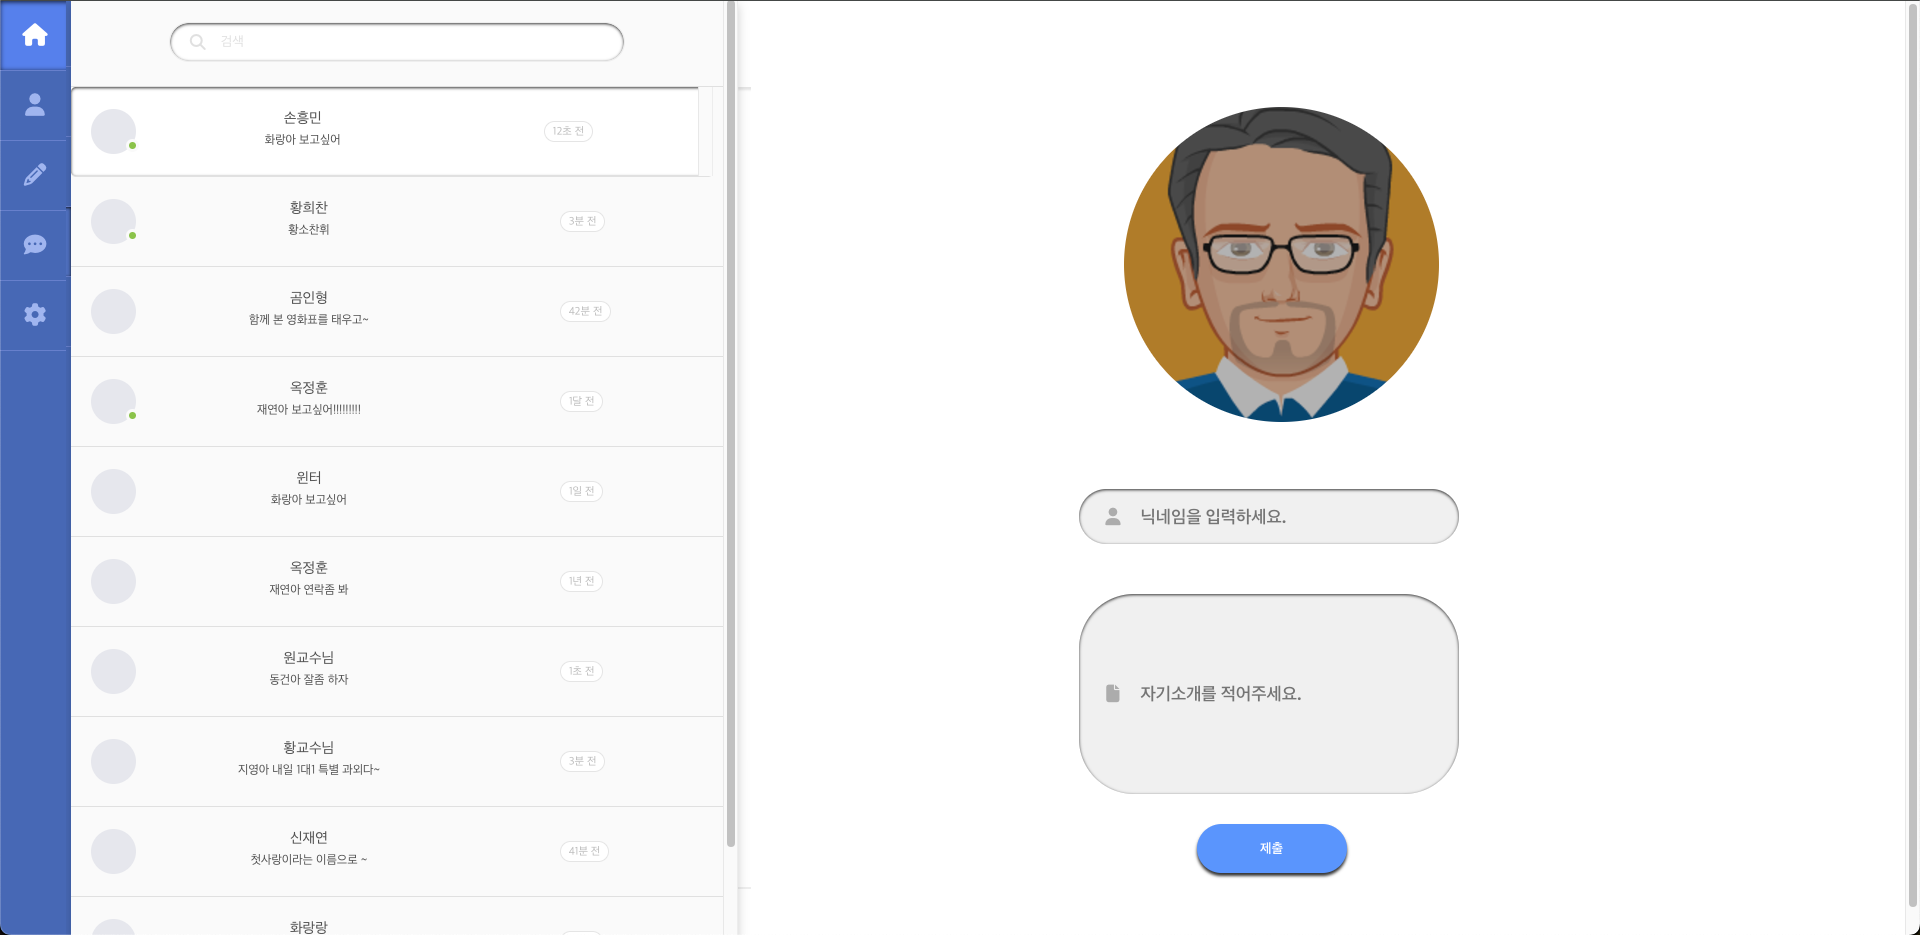 검색
손흥민
화랑아 보고싶어
12초 전
황희찬
황소찬휘
3분 전
곰인형
함께 본 영화표를 태우고~
42분 전
옥정훈
재연아 보고싶어!!!!!!!!!
1달 전
윈터
화랑아 보고싶어
1일 전
옥정훈
재연아 연락좀 봐
1년 전
원교수님
동건아 잘좀 하자
1초 전
황교수님
지영아 내일 1대1 특별 과외다~
3분 전
신재연
첫사랑이라는 이름으로 ~
41분 전
화랑랑
닉네임을 입력하세요.
자기소개를 적어주세요.
제출